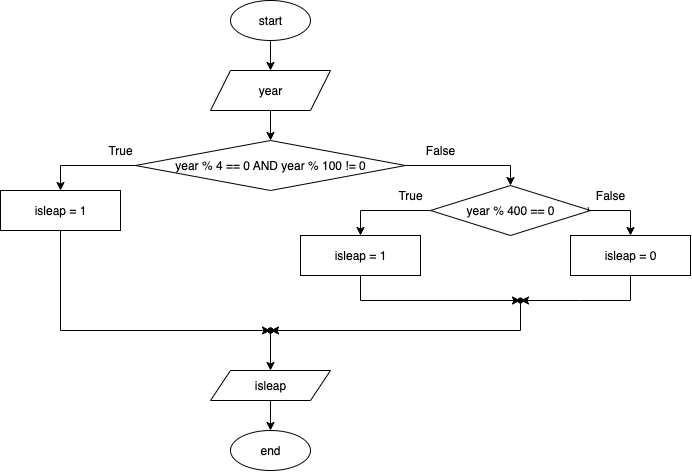 start
year
True
False
year % 4 == 0 AND year % 100 != 0
True
False
isleap = 1
year % 400 == 0
isleap = 1
isleap = 0
isleap
end